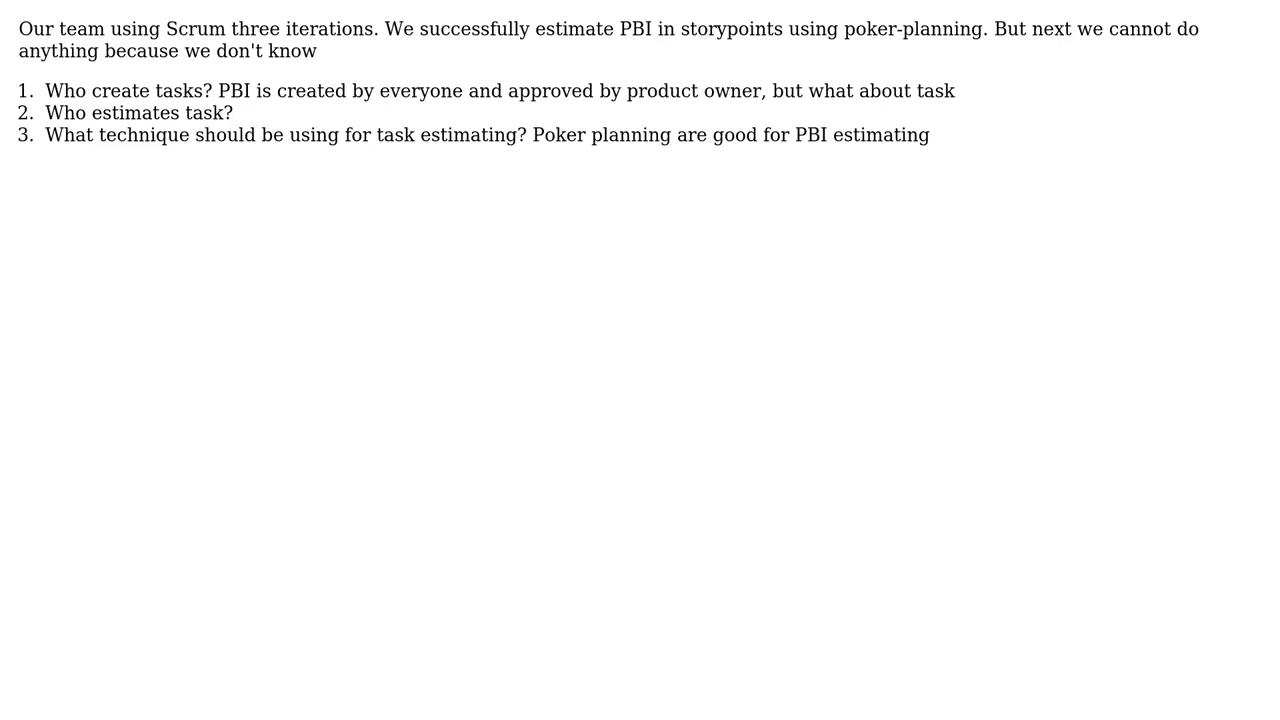 Our team using Scrum three iterations. We successfully estimate PBI in storypoints using poker-planning. But next we cannot do
anything because we don't know
1. Who create tasks? PBI is created by everyone and approved by product owner, but what about task
2. Who estimates task?
3. What technique should be using for task estimating? Poker planning are good for PBI estimating